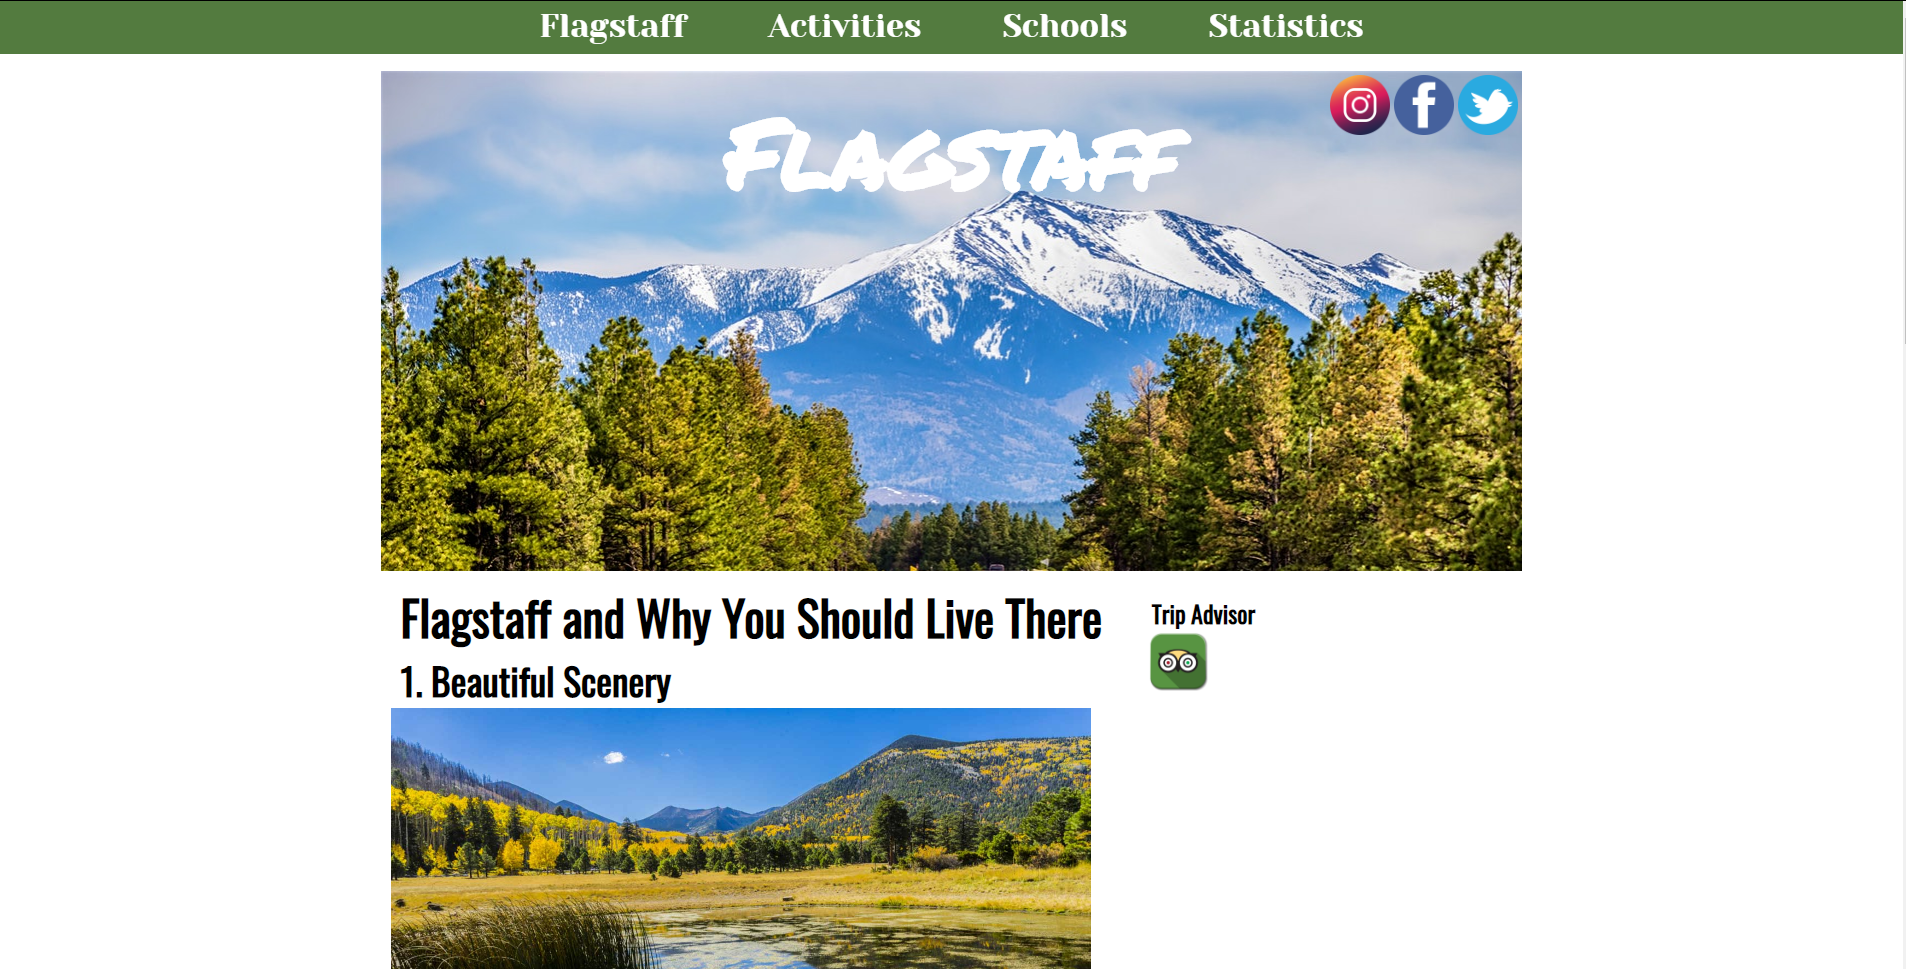 Flagstaff Activities Schools Statistics
Flagstaff
Flagstaff and Why You Should Live There
Trip Advisor
1. Beautiful Scenery